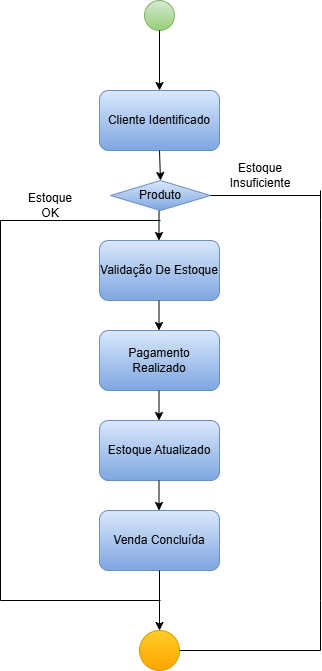 Cliente Identificado
Produto
Estoque
Insuficiente
Estoque
OK
Validação De Estoque
Pagamento
Realizado
Estoque Atualizado
Venda Concluída